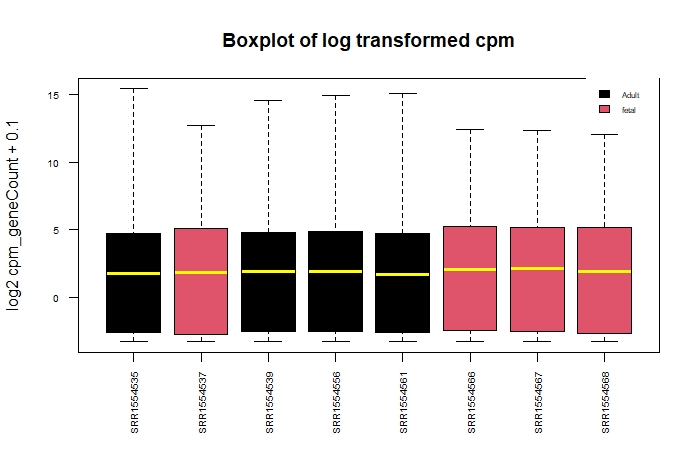 Boxplot of log transformed cpm
log2 cpm_geneCount + 0.1
15
10
5
0
Adult
fetal
SRR1554535
SRR1554537
SRR1554539
SRR1554556
SRR1554561
SRR1554566
SRR1554567
SRR1554568